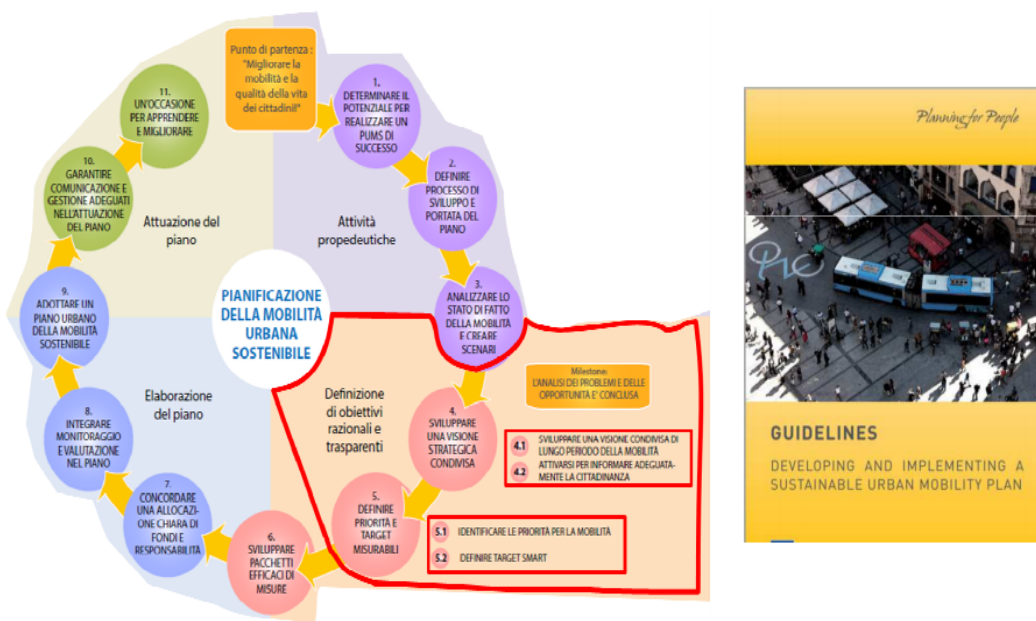 Punto di partenza :
"Migliorare la
mobilità e la
qualità della vita
dei cittadini!"
1.
DETERMINARE IL
POTENZIALE PER
REALIZZARE UN
PUMS DI
SUCCESSO
2.
DEFINIRE
PROCESSO DI
SVILUPPO E
PORTATA DEL
PIANO
3.
ANALIZZARE LO
STATO DI FATTO
DELLA MOBILITÀ
E CREARE
SCENARI
Attività
propedeutiche
Milestone:
L'ANALISI DEI PROBLEMI E DELLE
OPPORTUNITÀ E' CONCLUSA
4.
SVILUPPARE
UNA VISIONE
STRATEGICA
CONDIVISA
4.1 SVILUPPARE UNA VISIONE CONDIVISA DI
LUNGO PERIODO DELLA MOBILITÀ
4.2 ATTIVARSI PER INFORMARE ADEGUATA-
MENTE LA CITTADINANZA
Definizione
di obiettivi
razionali e
trasparenti
5.
DEFINIRE
PRIORITÀ E
TARGET
MISURABILI
5.1 IDENTIFICARE LE PRIORITÀ PER LA MOBILITÀ
5.2 DEFINIRE TARGET SMART
6.
SVILUPPARE
PACCHETTI
EFFICACI DI
MISURE
7.
CONCORDARE
UNA ALLOCAZI-
ONE CHIARA DI
FONDI E
RESPONSABILITÀ
8.
INTEGRARE
MONITORAGGIO
E VALUTAZIONE
NEL PIANO
Elaborazione
del piano
9.
ADOTTARE UN
PIANO URBANO
DELLA MOBILITÀ
SOSTENIBILE
10.
GARANTIRE
COMUNICAZIONE E
GESTIONE ADEGUATI
NELL'ATTUAZIONE
DEL PIANO
11.
UN'OCCASIONE
PER APPRENDERE
E MIGLIORARE
Attuazione del
piano
PIANIFICAZIONE
DELLA MOBILITÀ
URBANA
SOSTENIBILE
Planning for People
GUIDELINES
DEVELOPING AND IMPLEMENTING A
SUSTAINABLE URBAN MOBILITY PLAN